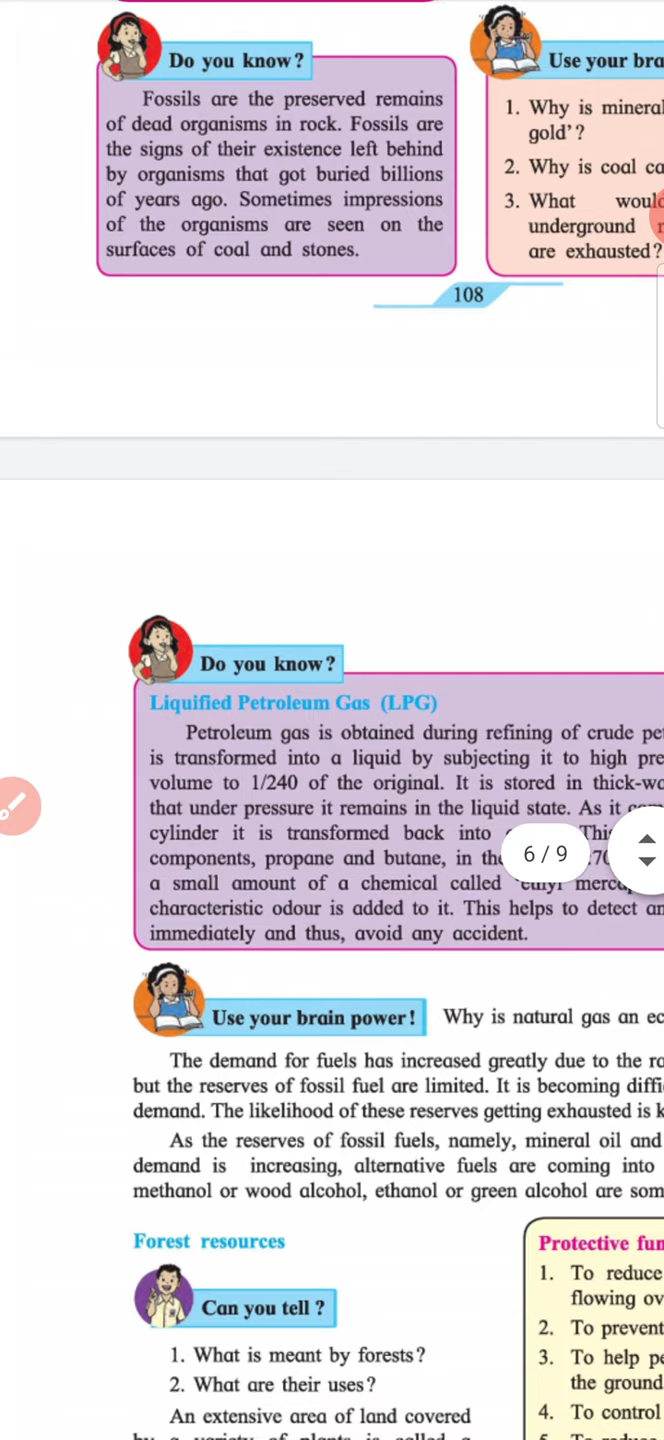 Do you know?
Fossils are the preserved remains
of dead organisms in rock. Fossils are
the signs of their existence left behind
by organisms that got buried billions
of years ago. Sometimes impressions
of the organisms are seen on the
surfaces of coal and stones.
Use your bra
1. Why is mineral
gold’?
2. Why is coal ca
3. What would
underground
are exhausted?
108
Do you know?
Liquified Petroleum Gas (LPG)
Petroleum gas is obtained during refining of crude pe
is transformed into a liquid by subjecting it to high pre
volume to 1/240 of the original. It is stored in thick-wa
that under pressure it remains in the liquid state. As it
cylinder it is transformed back into
components, propane and butane, in the
6 / 9
a small amount of a chemical called
characteristic odour is added to it. This helps to detect an
immediately and thus, avoid any accident.
Use your brain power!
Why is natural gas an ec
The demand for fuels has increased greatly due to the ra
but the reserves of fossil fuel are limited. It is becoming diffi
demand. The likelihood of these reserves getting exhausted is k
As the reserves of fossil fuels, namely, mineral oil and
demand is increasing, alternative fuels are coming into
methanol or wood alcohol, ethanol or green alcohol are som
Forest resources
Can you tell ?
1. What is meant by forests?
2. What are their uses?
An extensive area of land covered
Protective fun
1. To reduce
flowing ov
2. To prevent
3. To help pe
the ground
4. To control